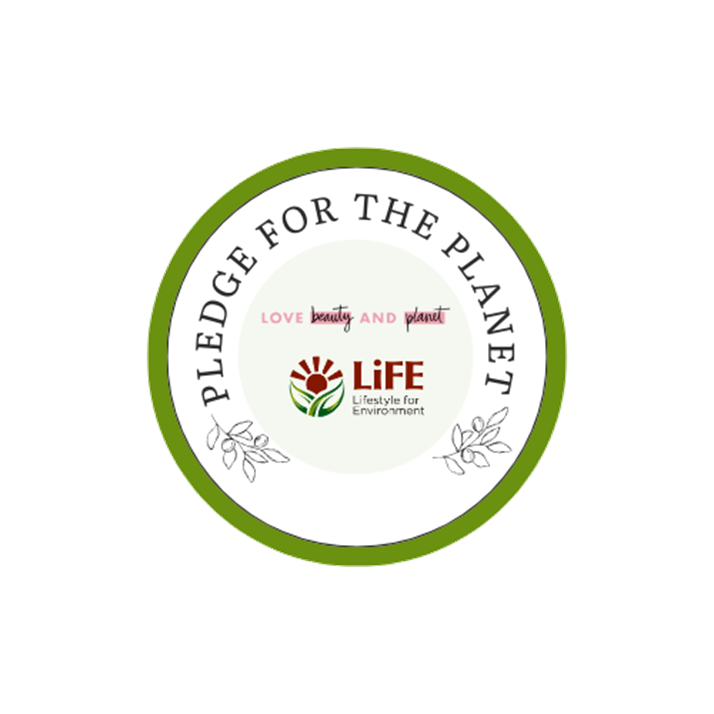 PLEDGE FOR THE PLANET
LOVE beauty AND planet
LiFE
Lifestyle for
Environment